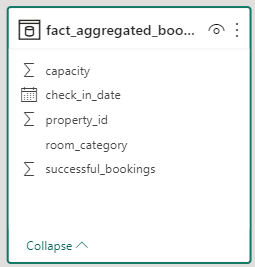 fact_aggregated_boo...
capacity
check_in_date
property_id
room_category
successful_bookings
Collapse